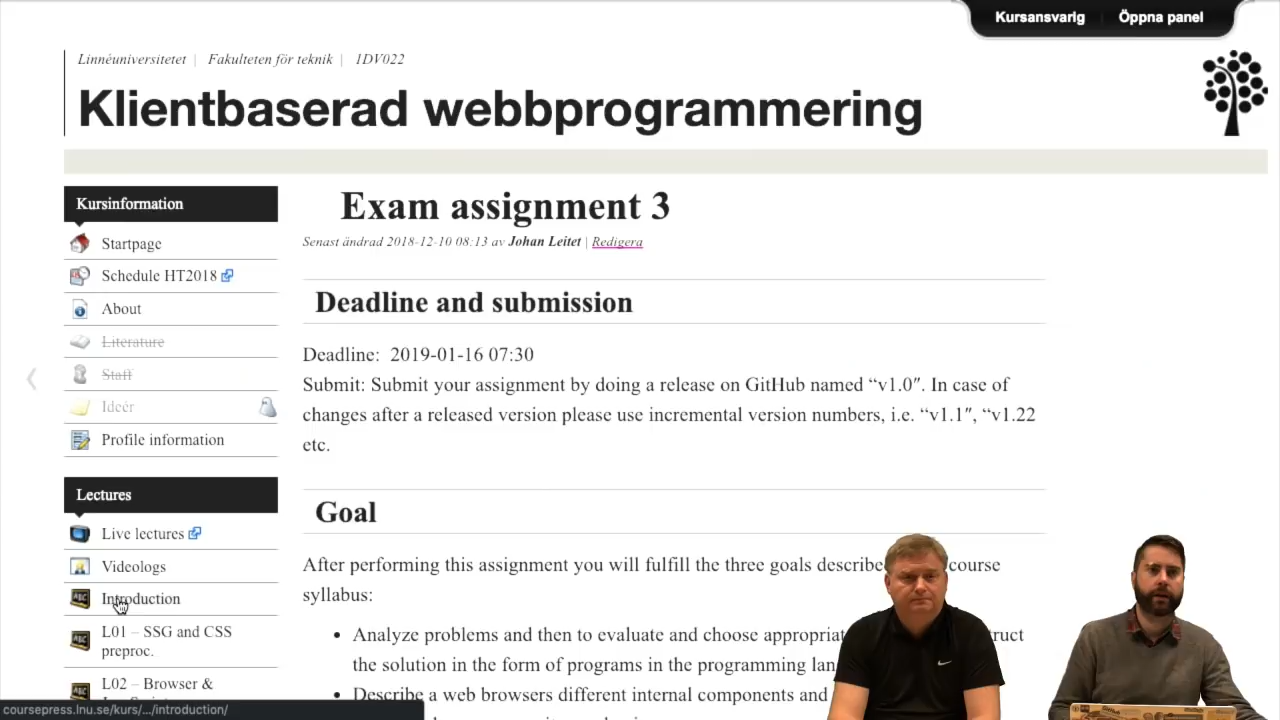 Kursansvarig
Öppna panel
Linnéuniversitetet | Fakulteten för teknik | 1DV022
Klientbaserad webbprogrammering
Kursinformation
Startpage
Schedule HT2018
About
Literature
Staff
Ideér
Profile information
Lectures
Live lectures
Videologs
Introduction
L01 – SSG and CSS
preproc.
L02 – Browser &
Exam assignment 3
Senast ändrad 2018-12-10 08:13 av Johan Leitet | Redigera
Deadline and submission
Deadline: 2019-01-16 07:30
Submit: Submit your assignment by doing a release on GitHub named “v1.0″. In case of
changes after a released version please use incremental version numbers, i.e. “v1.1″, “v1.22
etc.
Goal
After performing this assignment you will fulfill the three goals describe course
syllabus:
• Analyze problems and then to evaluate and choose appropriat truct
the solution in the form of programs in the programming lan
• Describe a web browsers different internal components and
coursepress.lnu.se/kurs/.../introduction/